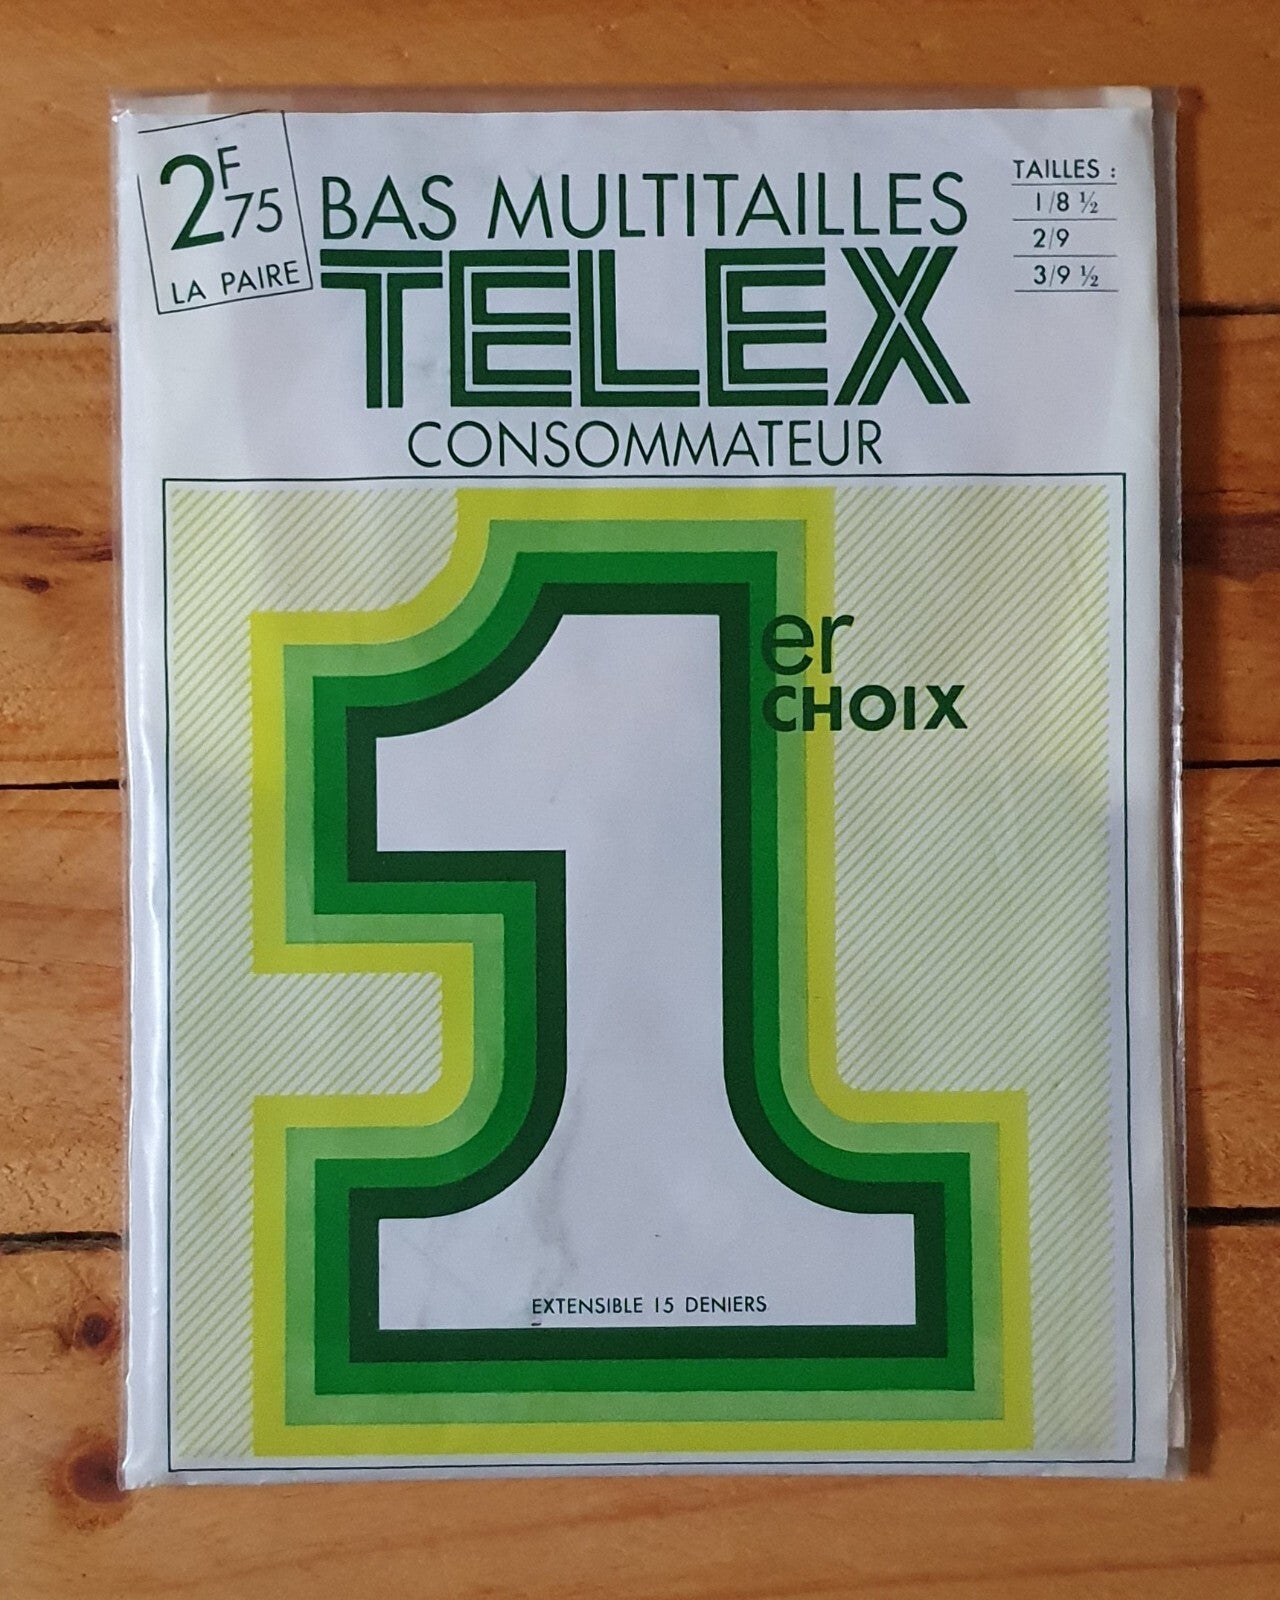 2F75
LA PAIRE
BAS MULTITAILLES
TELEX
CONSOMMATEUR
TAILLES :
1/8 ½
2/9
3/9 ½
1er
CHOIX
EXTENSIBLE 15 DENIERS